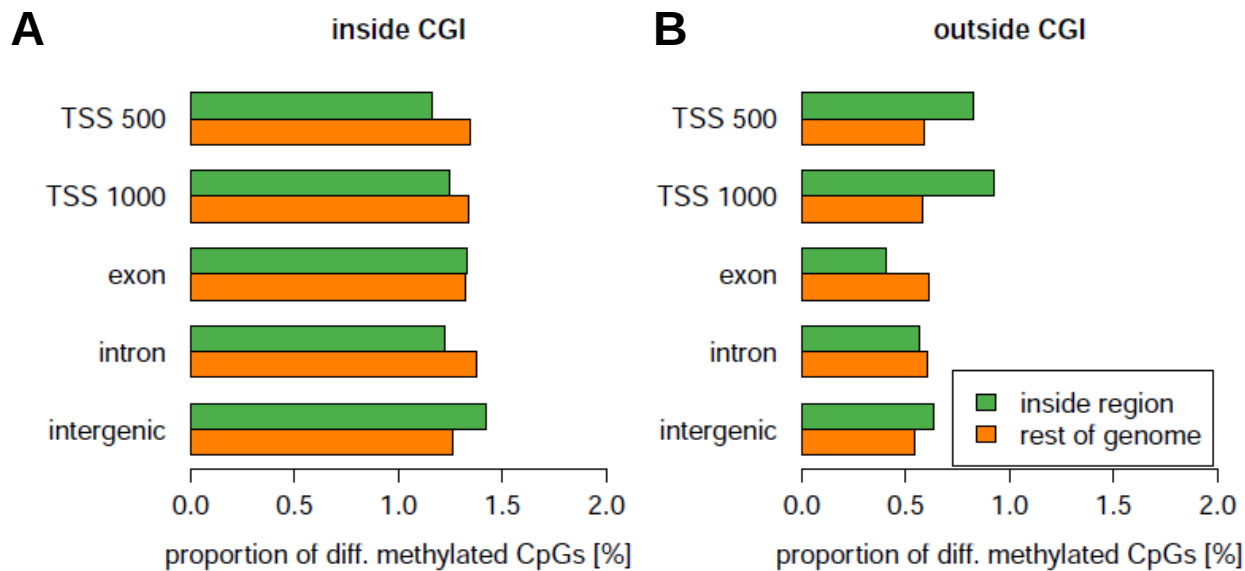 A
inside CGI
TSS 500
TSS 1000
exon
intron
intergenic
0.0 0.5 1.0 1.5 2.0
proportion of diff. methylated CpGs [%]
B
outside CGI
TSS 500
TSS 1000
exon
intron
intergenic
inside region
rest of genome
0.0 0.5 1.0 1.5 2.0
proportion of diff. methylated CpGs [%]